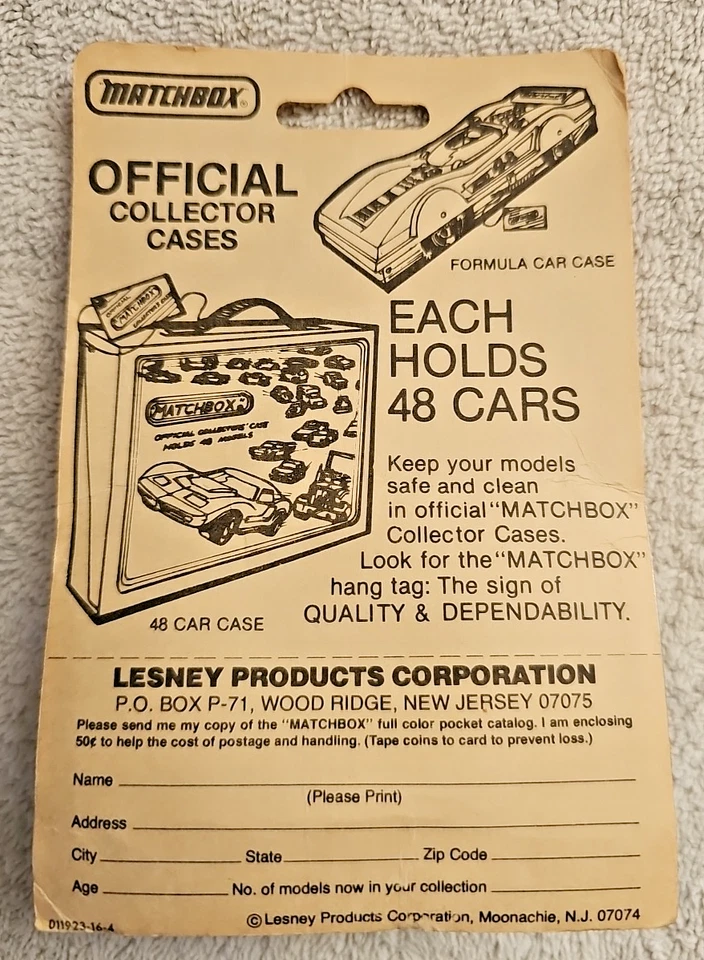 MATCHBOX®
OFFICIAL
COLLECTOR
CASES
FORMULA CAR CASE
OFFICIAL
MATCHBOX
MATCHBOX®
OFFICIAL COLLECTORS' CASE
HOLDS 48 MODELS
48 CAR CASE
EACH
HOLDS
48 CARS
Keep your models
safe and clean
in official "MATCHBOX"
Collector Cases.
Look for the "MATCHBOX"
hang tag: The sign of
QUALITY & DEPENDABILITY.
LESNEY PRODUCTS CORPORATION
P.O. BOX P-71, WOOD RIDGE, NEW JERSEY 07075
Please send me my copy of the "MATCHBOX" full color pocket catalog. I am enclosing
50¢ to help the cost of postage and handling. (Tape coins to card to prevent loss.)
Name
(Please Print)
Address
City State Zip Code
Age No. of models now in your collection
D11923-16-4
© Lesney Products Corporation, Moonachie, N.J. 07074